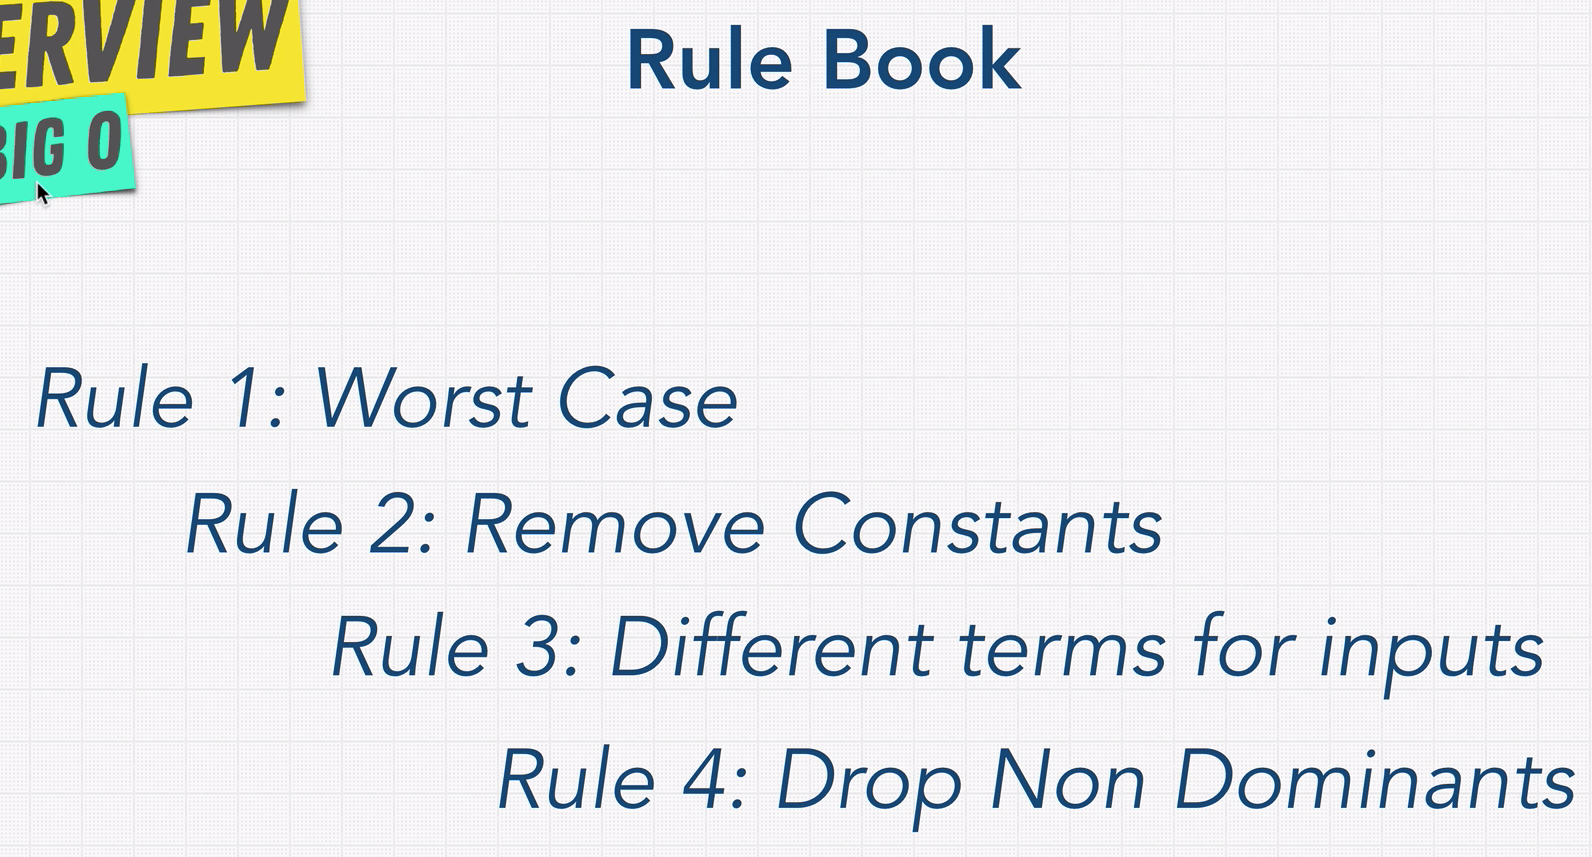 ERVIEW
BIG O
Rule Book
Rule 1: Worst Case
Rule 2: Remove Constants
Rule 3: Different terms for inputs
Rule 4: Drop Non Dominants